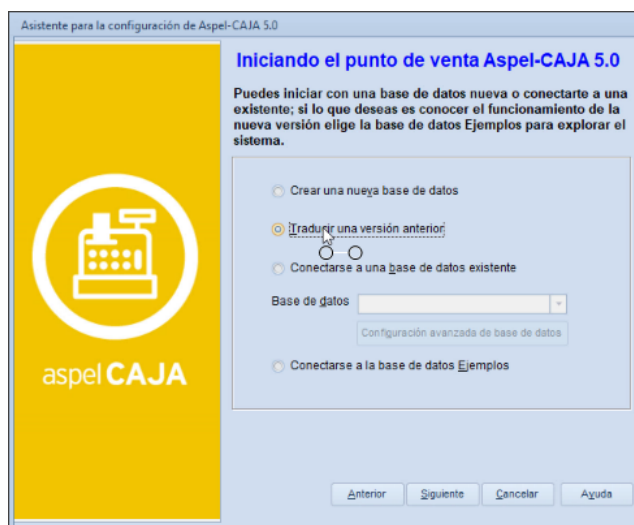 Asistente para la configuración de Aspel-CAJA 5.0
Iniciando el punto de venta Aspel-CAJA 5.0
Puedes iniciar con una base de datos nueva o conectarte a una
existente; si lo que deseas es conocer el funcionamiento de la
nueva versión elige la base de datos Ejemplos para explorar el
sistema.
Crear una nueva base de datos
Traducir una versión anterior
Conectarse a una base de datos existente
Base de datos
Configuración avanzada de base de datos
Conectarse a la base de datos Ejemplos
aspel CAJA
Anterior Siguiente Cancelar Ayuda